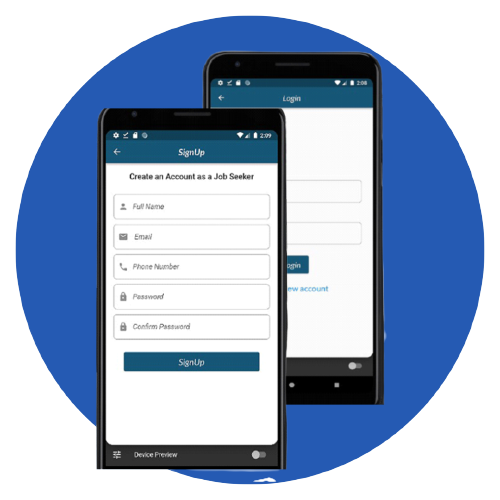 2:08
Login
ogin
ew account
2:09
SignUp
Create an Account as a Job Seeker
Full Name
Email
Phone Number
Password
Confirm Password
SignUp
Device Preview